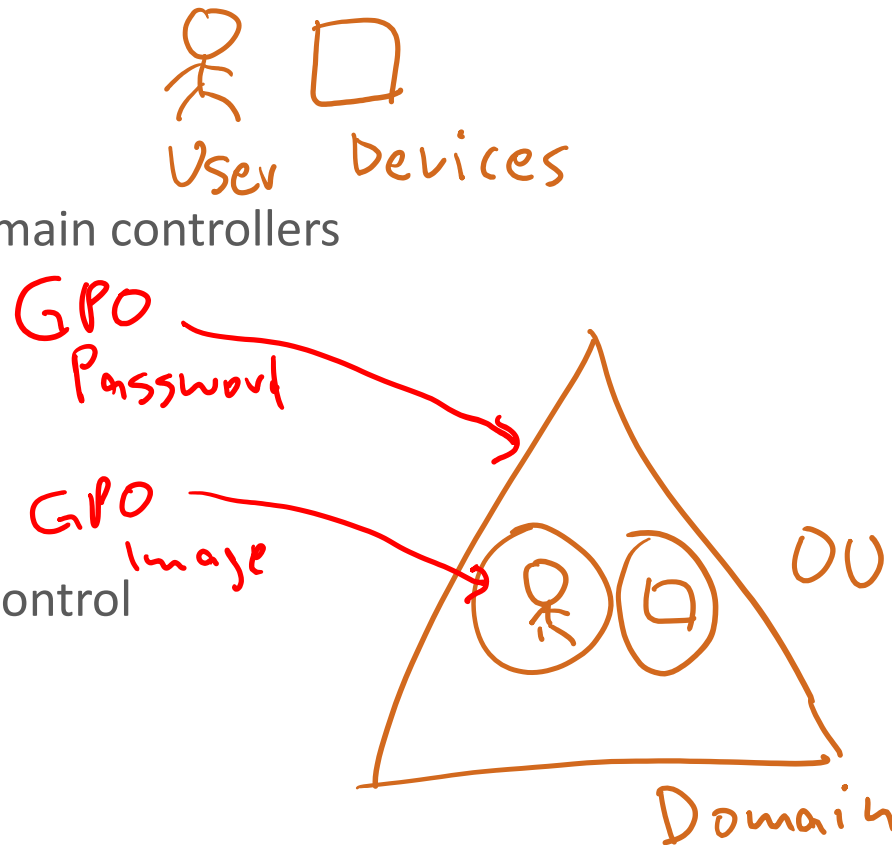 User Devices
main controllers
GPO
Password
GPO
Image
OU
ontrol
Domain